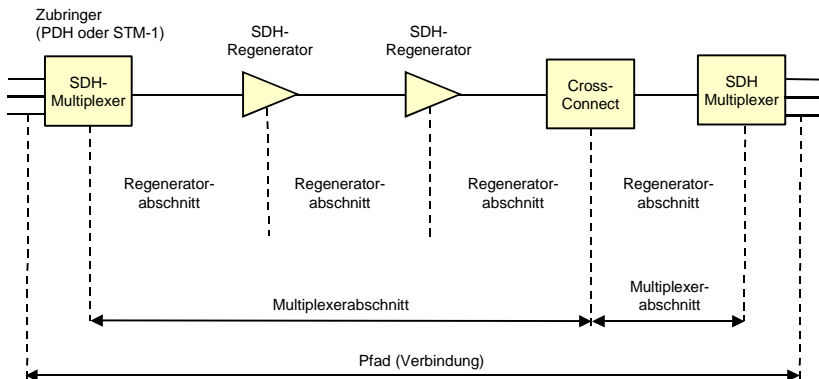 Zubringer
(PDH oder STM-1)
SDH-
Regenerator
SDH-
Regenerator
SDH-
Multiplexer
Cross-
Connect
SDH
Multiplexer
Regenerator-
abschnitt
Regenerator-
abschnitt
Regenerator-
abschnitt
Regenerator-
abschnitt
Multiplexerabschnitt
Multiplexer-
abschnitt
Pfad (Verbindung)